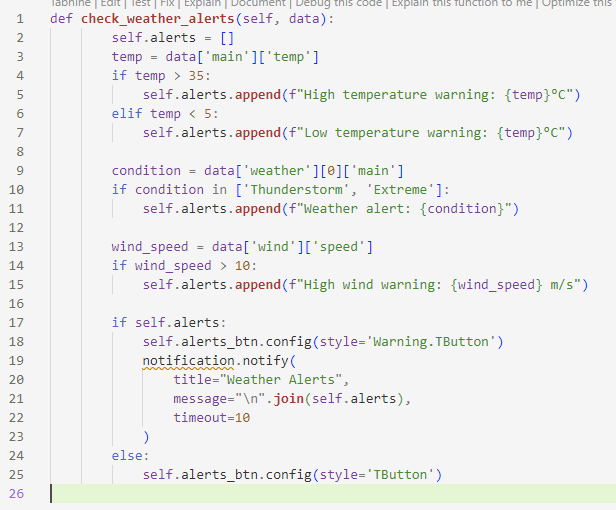 Tabnine | Edit | Test | Fix | Explain | Document | Debug this code | Explain this function to me | Optimize this
1 def check_weather_alerts(self, data):
2         self.alerts = []
3         temp = data['main']['temp']
4         if temp > 35:
5             self.alerts.append(f"High temperature warning: {temp}°C")
6         elif temp < 5:
7             self.alerts.append(f"Low temperature warning: {temp}°C")
8
9         condition = data['weather'][0]['main']
10         if condition in ['Thunderstorm', 'Extreme']:
11             self.alerts.append(f"Weather alert: {condition}")
12
13         wind_speed = data['wind']['speed']
14         if wind_speed > 10:
15             self.alerts.append(f"High wind warning: {wind_speed} m/s")
16
17         if self.alerts:
18             self.alerts_btn.config(style='Warning.TButton')
19             notification.notify(
20                 title="Weather Alerts",
21                 message="\n".join(self.alerts),
22                 timeout=10
23             )
24         else:
25             self.alerts_btn.config(style='TButton')
26